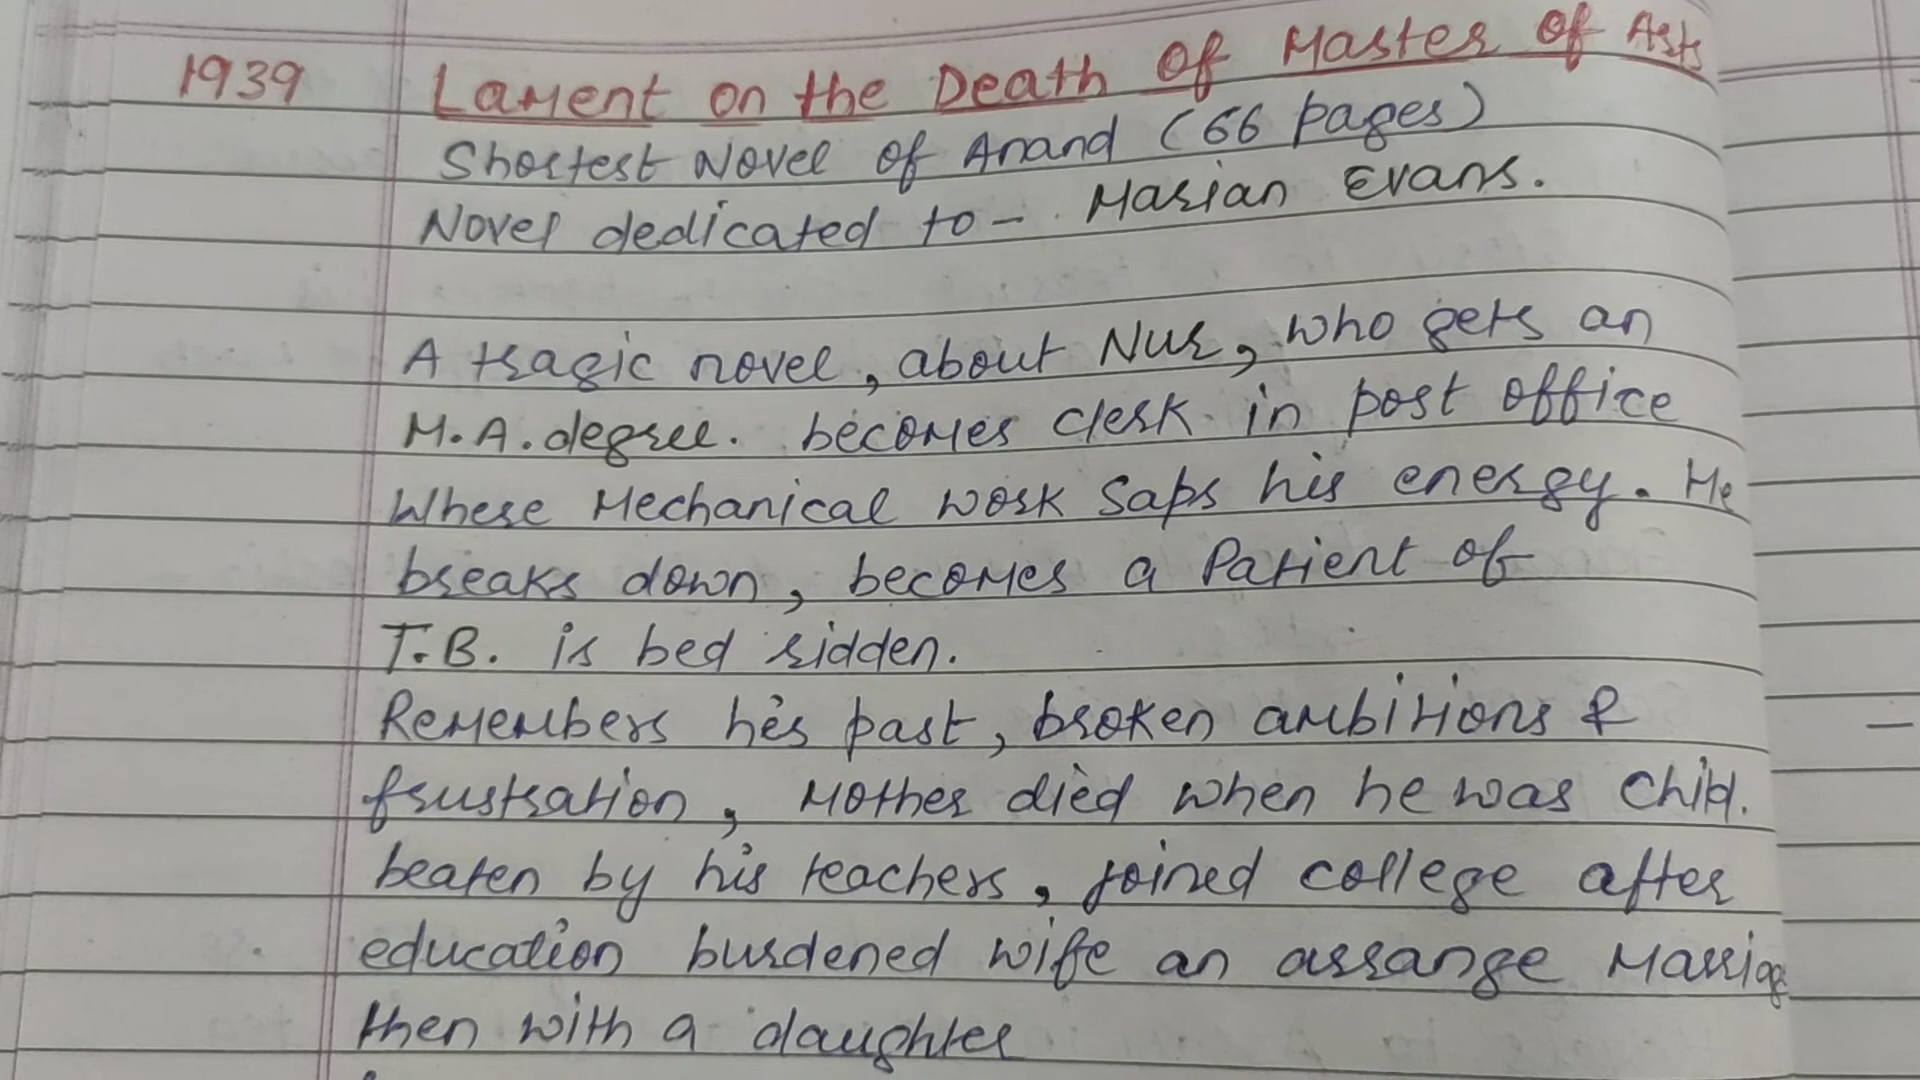 1939 Lament on the Death Of Master Of Arts
Shortest Novel Of Anand (66 pages)
Novel dedicated to - Marian Evans.
A tragic novel, about Nur, who gets an
M.A. degree. becomes clerk in post office
Where Mechanical work Saps his energy. He
breaks down, becomes a Patient of
T.B. is bed ridden.
Remembers his past, broken ambitions &
frustration, Mother died when he was Child.
beaten by his teachers, joined college after
education burdened wife an arrange Marriage
then with a daughter